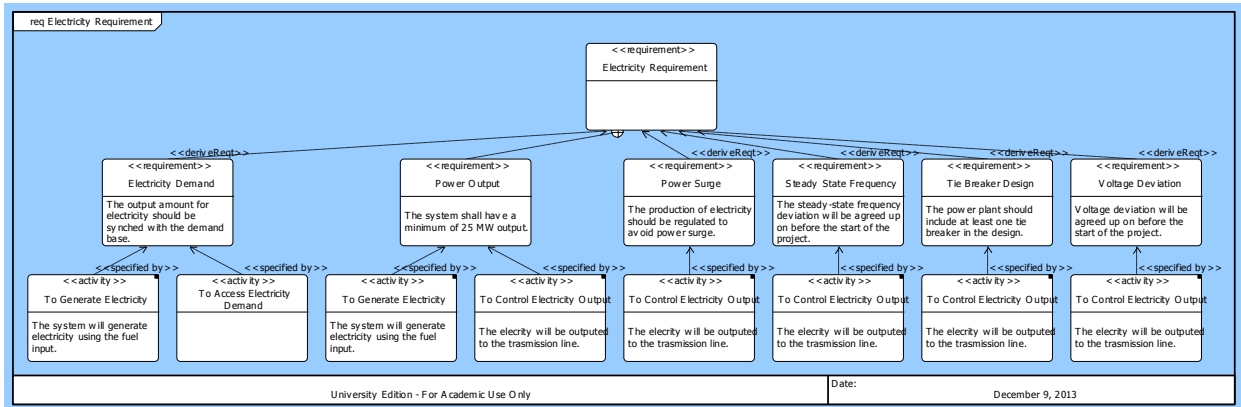 req Electricity Requirement
<<requirement>>
Electricity Requirement
<<deriveReqt>>
<<deriveReqt>>
<<deriveReqt>>
<<deriveReqt>>
<<deriveReqt>>
<<requirement>>
Electricity Demand
The output amount for
electricity should be
synched with the demand
base.
<<requirement>>
Power Output
The system shall have a
minimum of 25 MW output.
<<requirement>>
Power Surge
The production of electricity
should be regulated to
avoid power surge.
<<requirement>>
Steady State Frequency
The steady-state frequency
deviation will be agreed up
on before the start of the
project.
<<requirement>>
Tie Breaker Design
The power plant should
include at least one tie
breaker in the design.
<<requirement>>
Voltage Deviation
Voltage deviation will be
agreed up on before the
start of the project.
<<specified by>>
<<specified by>>
<<specified by>>
<<specified by>>
<<specified by>>
<<specified by>>
<<specified by>>
<<specified by>>
<<activity>>
To Generate Electricity
The system will generate
electricity using the fuel
input.
<<activity>>
To Access Electricity
Demand
<<activity>>
To Generate Electricity
The system will generate
electricity using the fuel
input.
<<activity>>
To Control Electricity Output
The elecrity will be outputed
to the trasmission line.
<<activity>>
To Control Electricity Output
The elecrity will be outputed
to the trasmission line.
<<activity>>
To Control Electricity Output
The elecrity will be outputed
to the trasmission line.
<<activity>>
To Control Electricity Output
The elecrity will be outputed
to the trasmission line.
<<activity>>
To Control Electricity Output
The elecrity will be outputed
to the trasmission line.
University Edition - For Academic Use Only
Date:
December 9, 2013